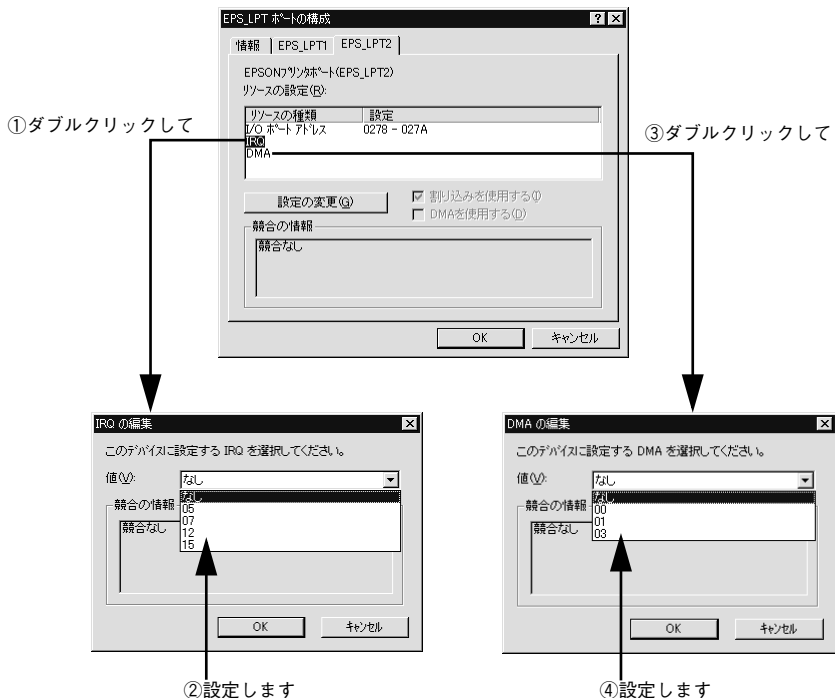 EPS_LPT ポートの構成
情報 EPS_LPT1 EPS_LPT2
EPSONプリンタポート(EPS_LPT2)
リソースの設定(R):
リソースの種類 設定
I/O ポート アドレス 0278 - 027A
IRQ
DMA
①ダブルクリックして
③ダブルクリックして
設定の変更(G)
割り込みを使用する(I)
DMAを使用する(D)
競合の情報
競合なし
OK キャンセル
IRQ の編集
このデバイスに設定する IRQ を選択してください。
値(V): なし
なし
05
07
12
15
競合の情報
競合なし
OK キャンセル
②設定します
DMA の編集
このデバイスに設定する DMA を選択してください。
値(V): なし
なし
00
01
03
競合の情報
競合なし
OK キャンセル
④設定します